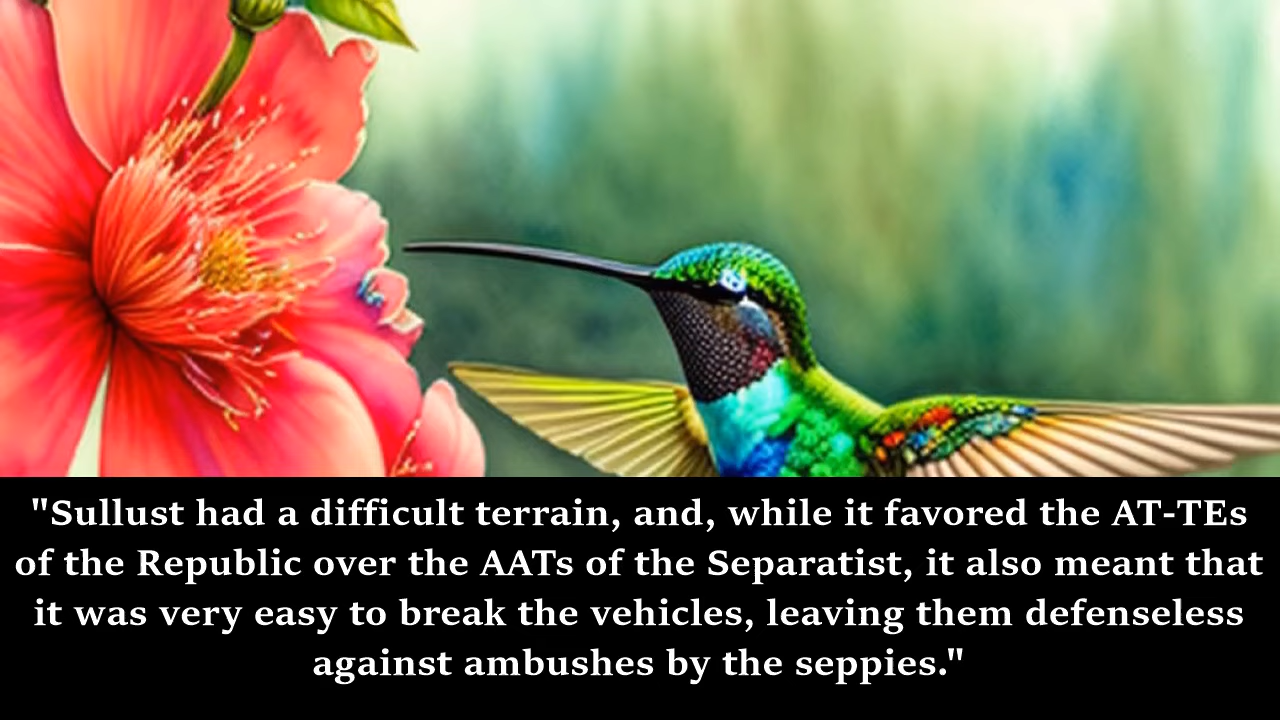 "Sullust had a difficult terrain, and, while it favored the AT-TEs
of the Republic over the AATs of the Separatist, it also meant that
it was very easy to break the vehicles, leaving them defenseless
against ambushes by the seppies."